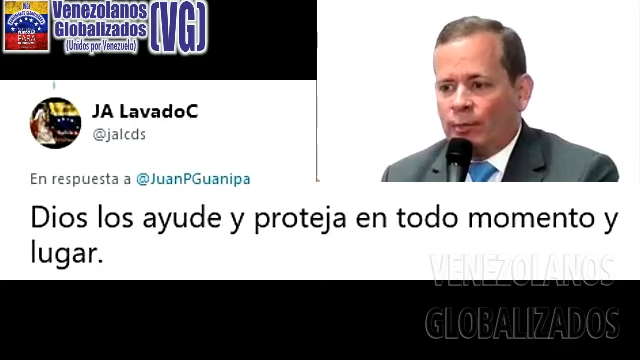 Venezolanos
Globalizados
(Unidos por Venezuela)
(VG)
JA LavadoC
@jalcds
En respuesta a @JuanPGuanipa
Dios los ayude y proteja en todo momento y
lugar.
VENEZOLANOS
GLOBALIZADOS